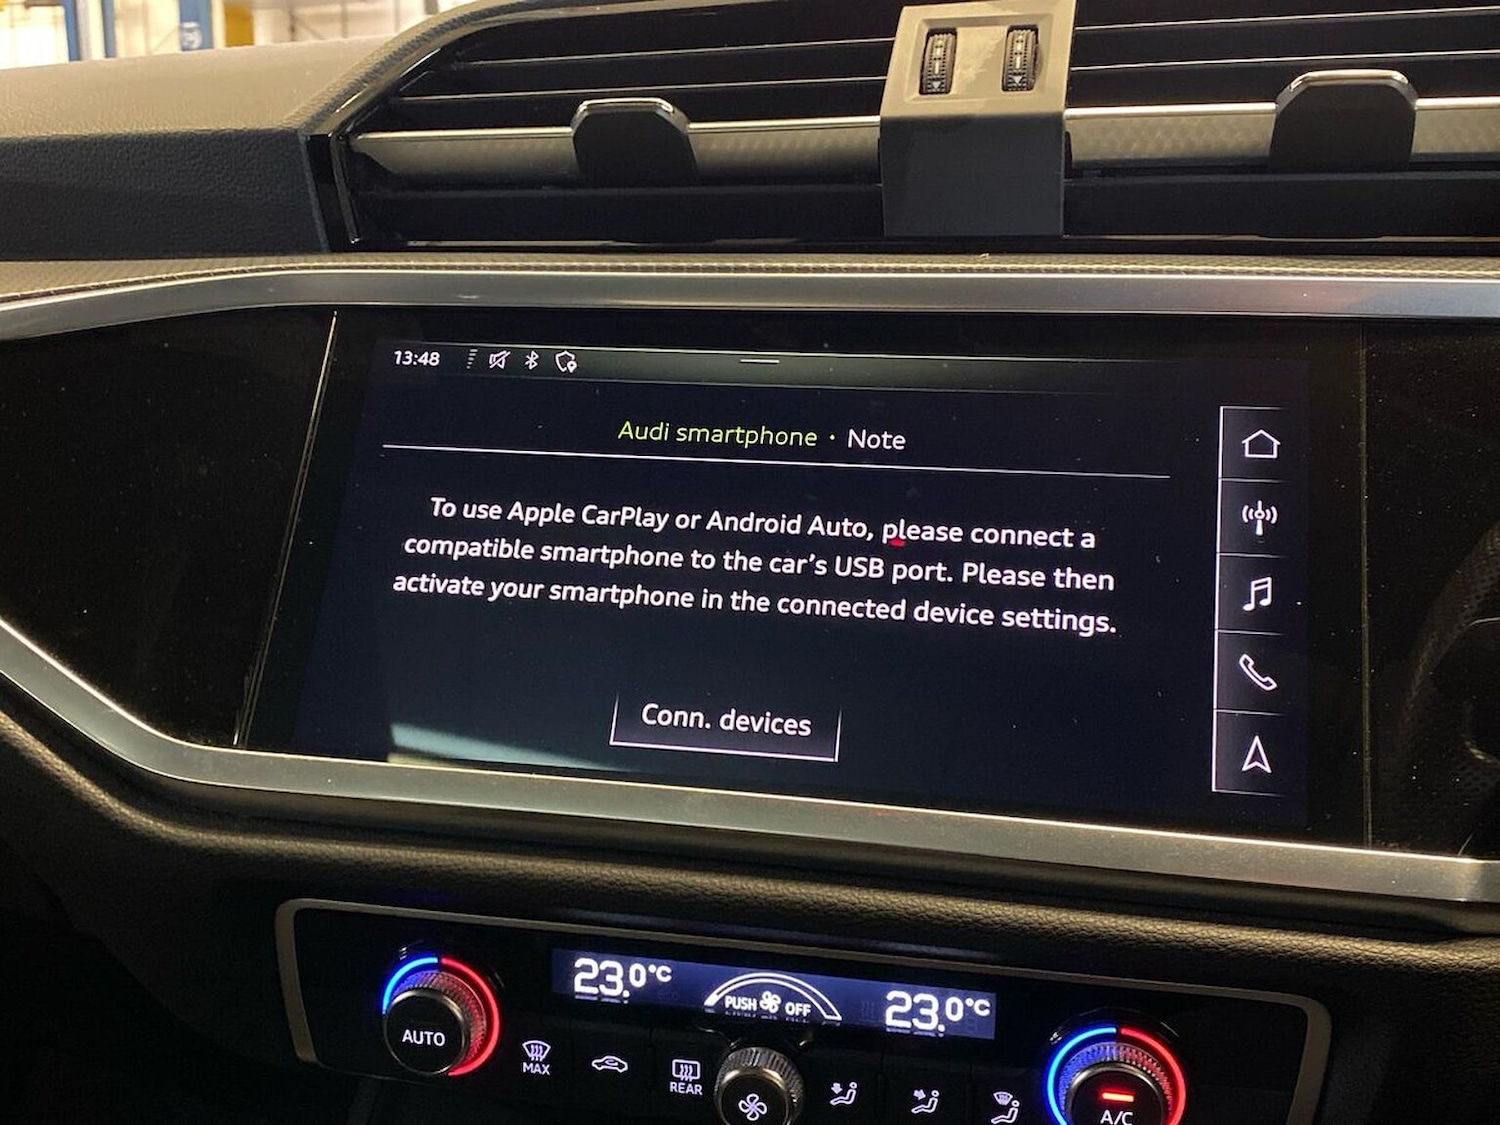 13:48
Audi smartphone • Note
To use Apple CarPlay or Android Auto, please connect a
compatible smartphone to the car's USB port. Please then
activate your smartphone in the connected device settings.
Conn. devices
23.0°C
PUSH OFF
23.0°C
AUTO
MAX
REAR
A/C